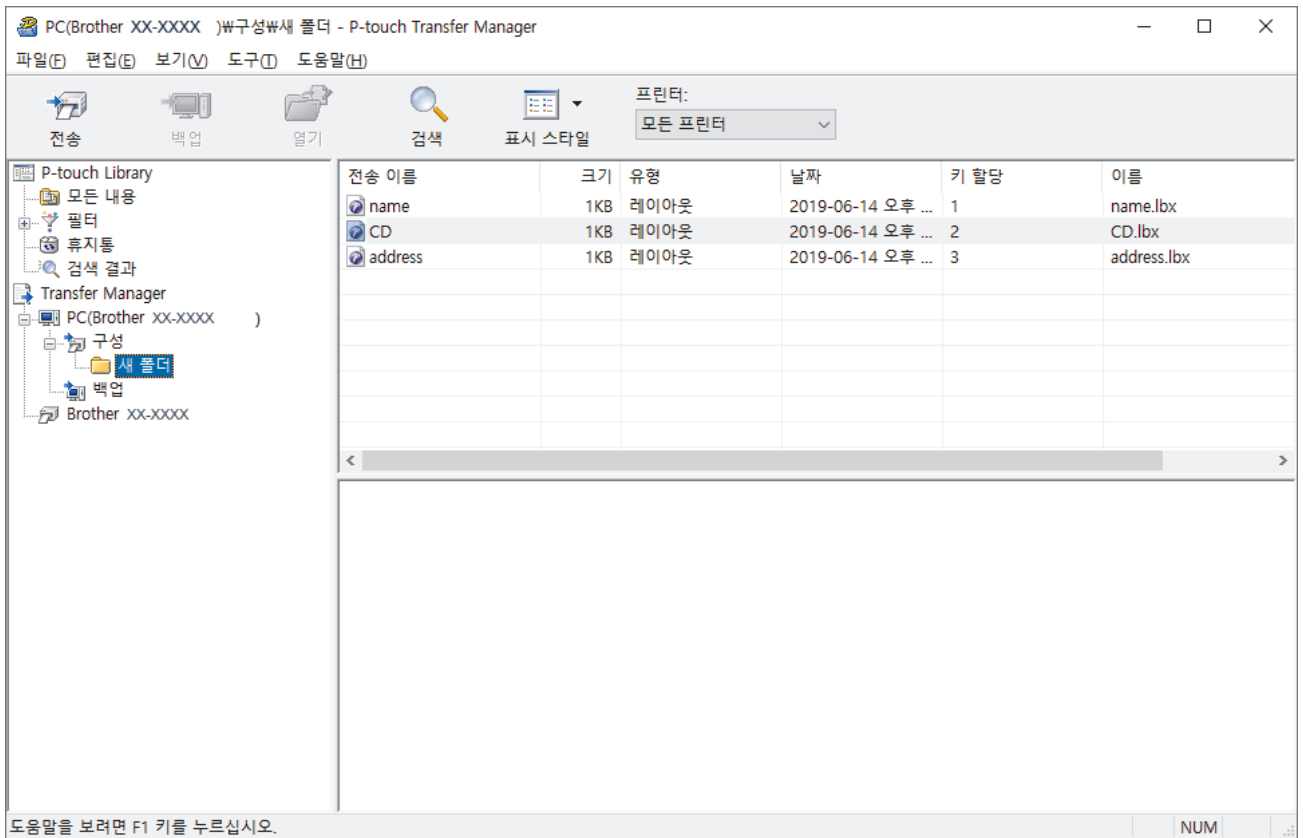 PC(Brother XX-XXXX )₩구성₩새 폴더 - P-touch Transfer Manager
파일(F) 편집(E) 보기(V) 도구(T) 도움말(H)
전송 백업 열기 검색 표시 스타일
프린터:
모든 프린터
P-touch Library
모든 내용
필터
휴지통
검색 결과
Transfer Manager
PC(Brother XX-XXXX )
구성
새 폴더
백업
Brother XX-XXXX
전송 이름 크기 유형 날짜 키 할당 이름
name 1KB 레이아웃 2019-06-14 오후 ... 1 name.lbx
CD 1KB 레이아웃 2019-06-14 오후 ... 2 CD.lbx
address 1KB 레이아웃 2019-06-14 오후 ... 3 address.lbx
도움말을 보려면 F1 키를 누르십시오.
NUM